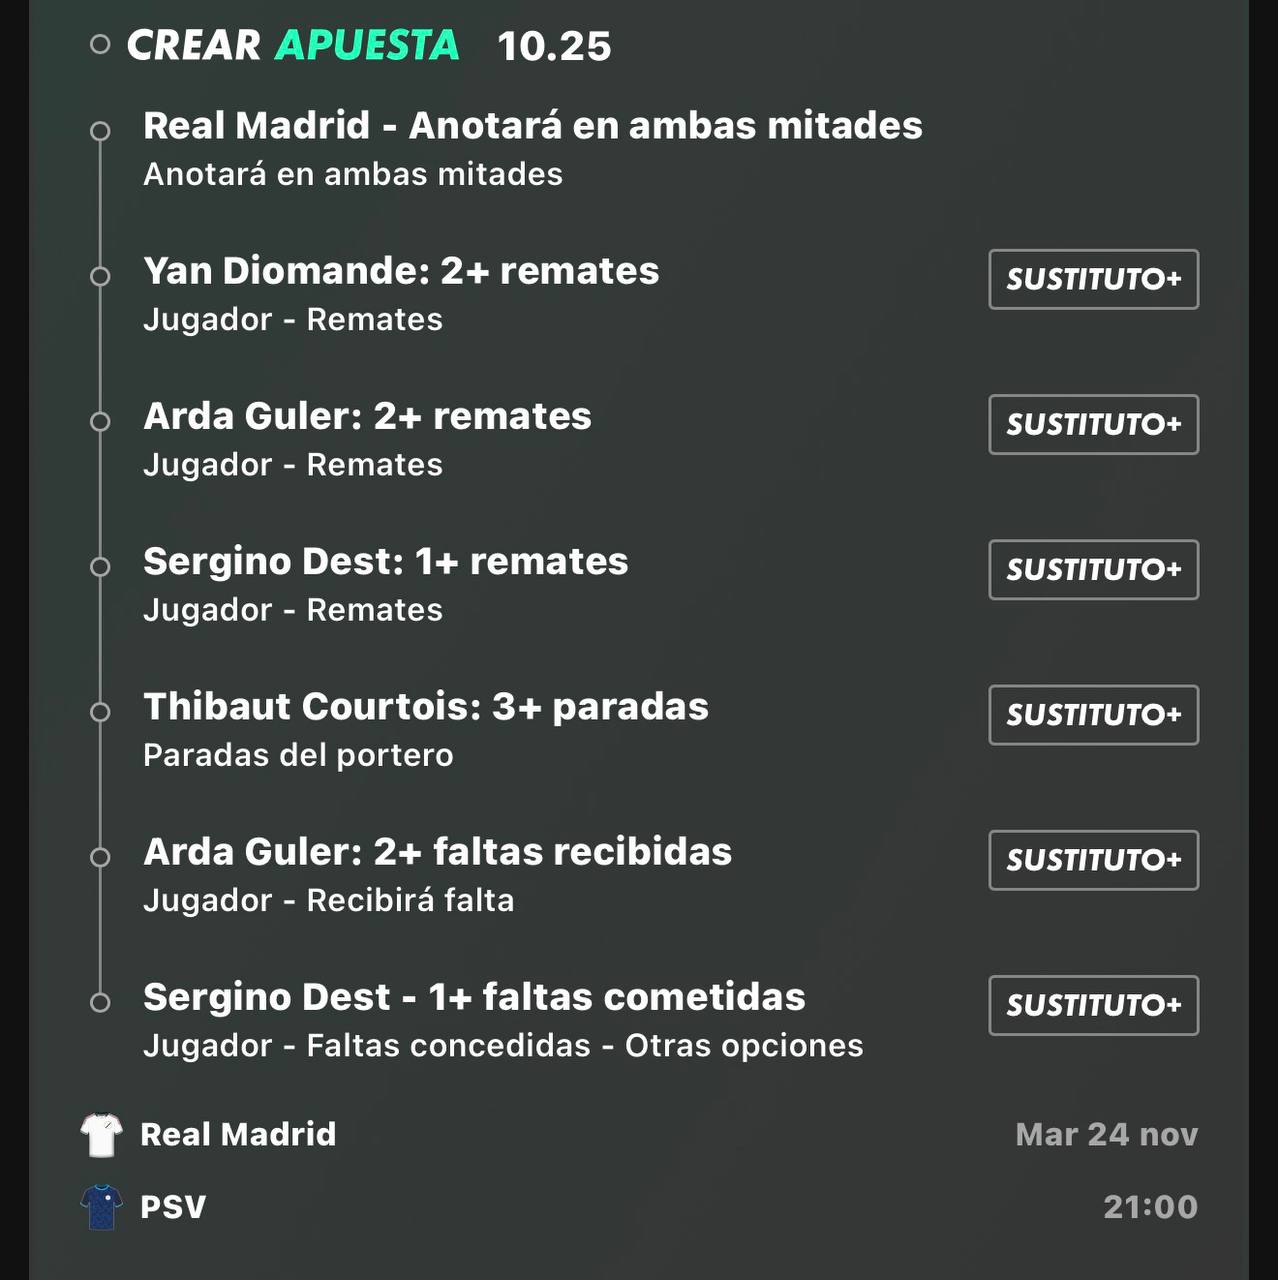 CREAR APUESTA 10.25
Real Madrid - Anotará en ambas mitades
Anotará en ambas mitades
Yan Diomande: 2+ remates
SUSTITUTO+
Jugador - Remates
Arda Guler: 2+ remates
SUSTITUTO+
Jugador - Remates
Sergino Dest: 1+ remates
SUSTITUTO+
Jugador - Remates
Thibaut Courtois: 3+ paradas
SUSTITUTO+
Paradas del portero
Arda Guler: 2+ faltas recibidas
SUSTITUTO+
Jugador - Recibirá falta
Sergino Dest - 1+ faltas cometidas
SUSTITUTO+
Jugador - Faltas concedidas - Otras opciones
Real Madrid
Mar 24 nov
PSV
21:00